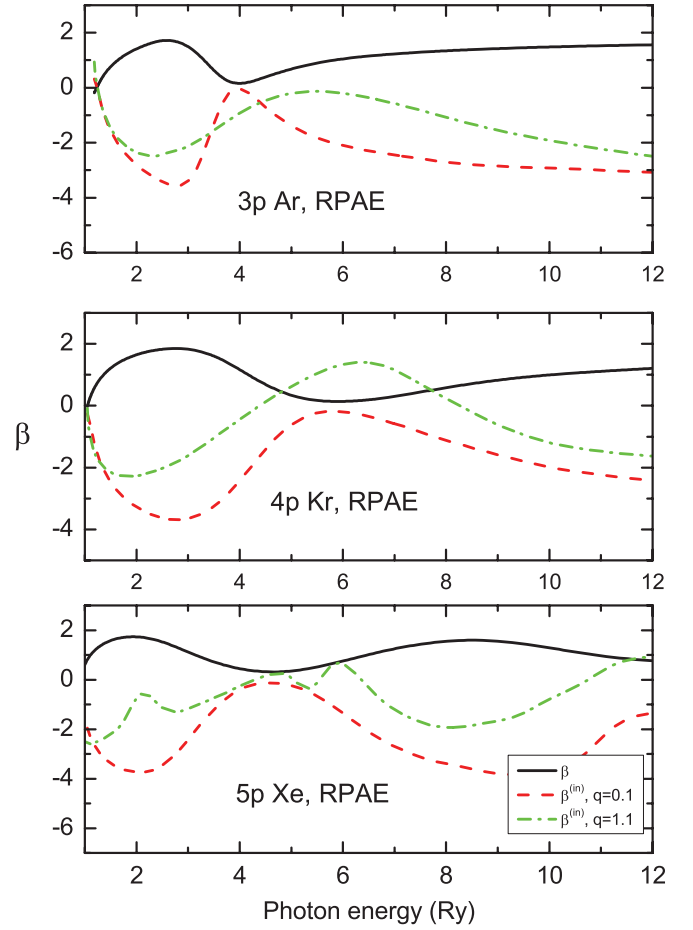 2
0
-2
-4
-6
3p Ar, RPAE
2 4 6 8 10 12
2
0
-2
-4
4p Kr, RPAE
2 4 6 8 10 12
β
2
0
-2
-4
-6
5p Xe, RPAE
β
β(in), q=0.1
β(in), q=1.1
2 4 6 8 10 12
Photon energy (Ry)